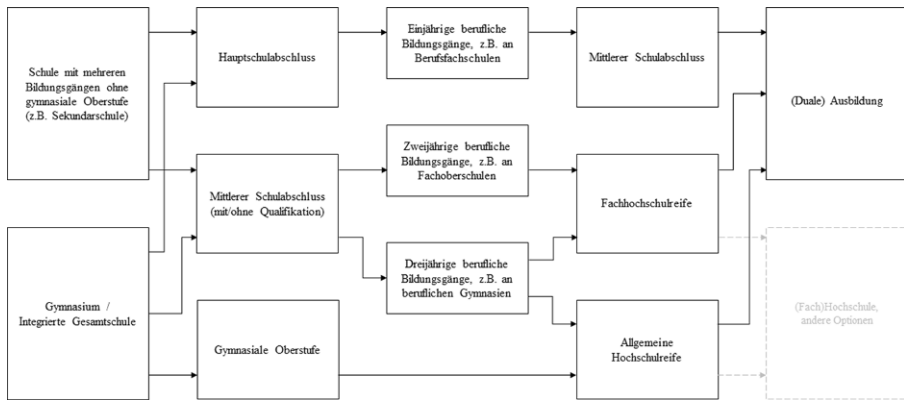 Schule mit mehreren
Bildungsgängen ohne
gymnasiale Oberstufe
(z.B. Sekundarschule)
Gymnasium /
Integrierte Gesamtschule
Hauptschulabschluss
Mittlerer Schulabschluss
(mit/ohne Qualifikation)
Gymnasiale Oberstufe
Einjährige berufliche
Bildungsgänge, z.B. an
Berufsfachschulen
Zweijährige berufliche
Bildungsgänge, z.B. an
Fachoberschulen
Dreijährige berufliche
Bildungsgänge, z.B. an
beruflichen Gymnasien
Mittlerer Schulabschluss
Fachhochschulreife
Allgemeine
Hochschulreife
(Duale) Ausbildung
(Fach)Hochschule,
andere Optionen